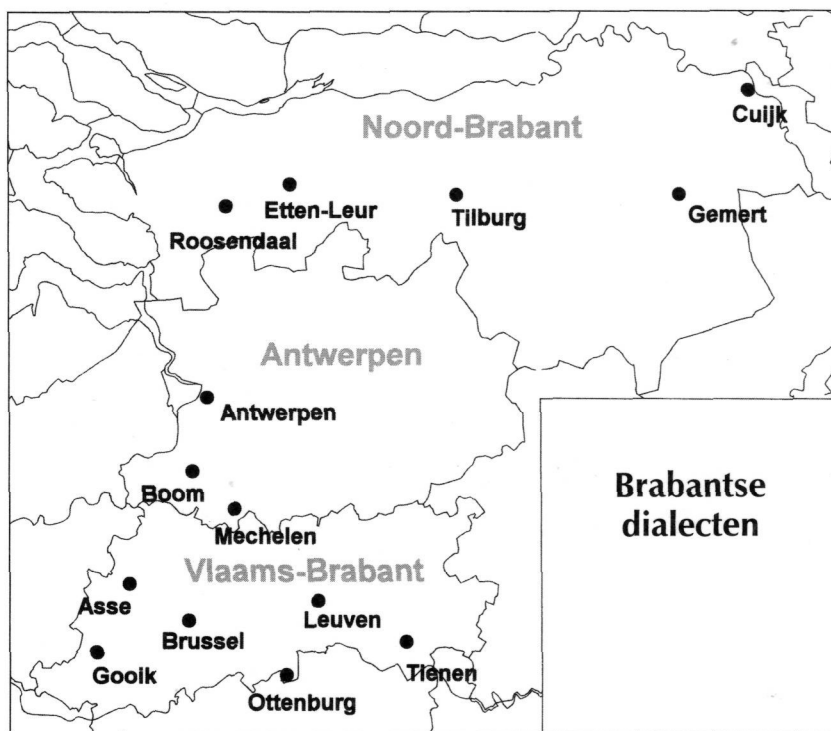 Cuijk
Noord-Brabant
Etten-Leur
Tilburg
Gemert
Roosendaal
Antwerpen
Antwerpen
Boom
Mechelen
Brabantse
dialecten
Vlaams-Brabant
Asse
Leuven
Brussel
Gooik
Tienen
Ottenburg